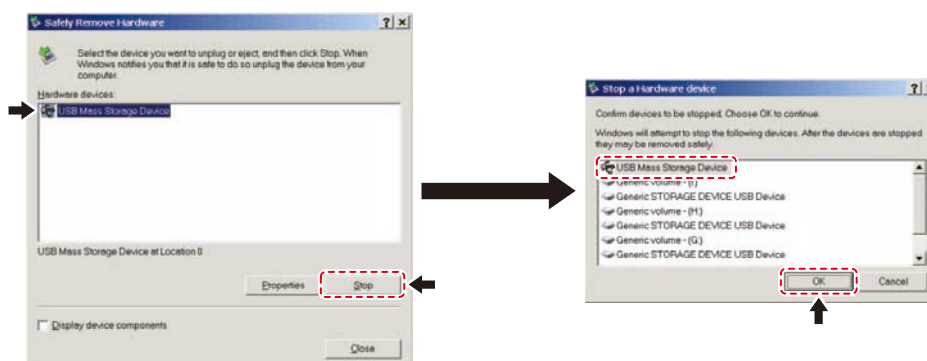 Safely Remove Hardware
Select the device you want to unplug or eject, and then click Stop. When
Windows notifies you that it is safe to do so unplug the device from your
computer.
Hardware devices:
USB Mass Storage Device
USB Mass Storage Device at Location 0
Properties
Stop
Display device components
Close
Stop a Hardware device
Confirm devices to be stopped. Choose OK to continue.
Windows will attempt to stop the following devices. After the devices are stopped
they may be removed safely.
USB Mass Storage Device
Generic volume - (I:)
Generic STORAGE DEVICE USB Device
Generic volume - (H:)
Generic STORAGE DEVICE USB Device
Generic volume - (G:)
Generic STORAGE DEVICE USB Device
OK
Cancel